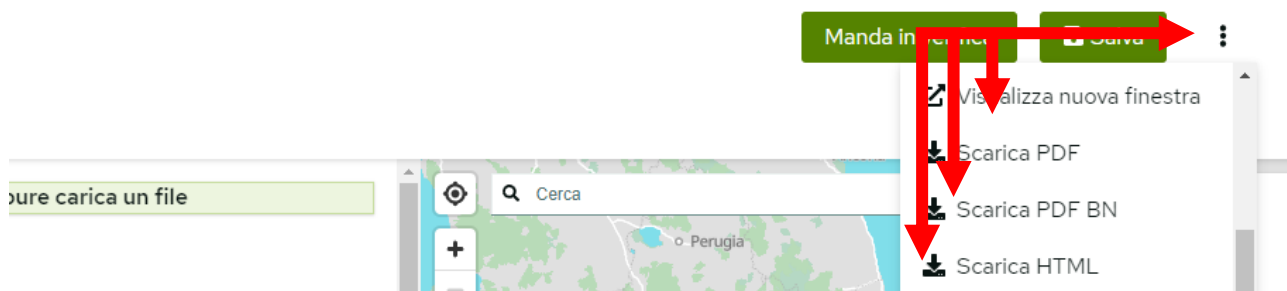 Manda in
Salva
Visualizza nuova finestra
Scarica PDF
Scarica PDF BN
Scarica HTML
pure carica un file
Cerca
Perugia